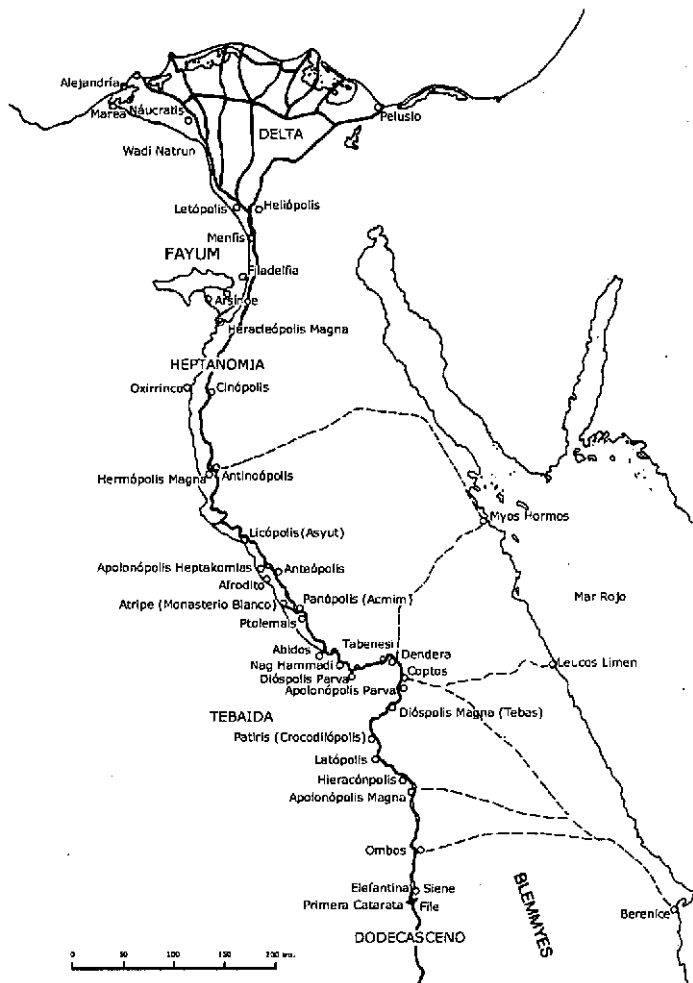 Alejandría
Marea
Náucratis
Pelusio
DELTA
Wadi Natrun
Letópolis
Heliópolis
Menfis
FAYUM
Filadelfia
Arsínoe
Heracleópolis Magna
HEPTANOMIA
Oxirrinco
Cinópolis
Hermópolis Magna
Antinoópolis
Myos Hormos
Licópolis (Asyut)
Apolonópolis Heptakomias
Anteópolis
Afrodito
Mar Rojo
Atripe (Monasterio Blanco)
Panópolis (Acmim)
Ptolemais
Tabenesi
Abidos
Dendera
Nag Hammadi
Leucos Limen
Coptos
Dióspolis Parva
Apolonópolis Parva
TEBAIDA
Dióspolis Magna (Tebas)
Patiris (Crocodilópolis)
Latópolis
Hieracónpolis
Apolonópolis Magna
Ombos
Elefantina
Siene
BLEMMYES
Primera Catarata
File
Berenice
DODECASCENO
0 50 100 150 200 kms.